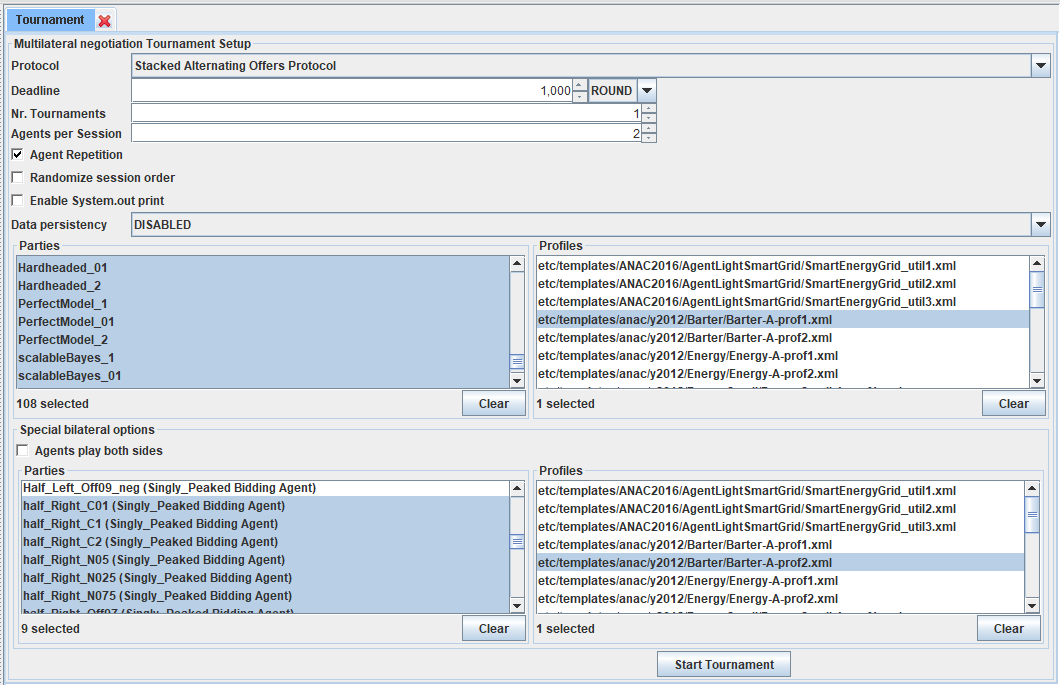 Tournament
Multilateral negotiation Tournament Setup
Protocol Stacked Alternating Offers Protocol
Deadline 1,000 ROUND
Nr. Tournaments 1
Agents per Session 2
Agent Repetition
Randomize session order
Enable System.out print
Data persistency DISABLED
Parties
Hardheaded_01
Hardheaded_2
PerfectModel_1
PerfectModel_01
PerfectModel_2
scalableBayes_1
scalableBayes_01
108 selected Clear
Profiles
etc/templates/ANAC2016/AgentLightSmartGrid/SmartEnergyGrid_util1.xml
etc/templates/ANAC2016/AgentLightSmartGrid/SmartEnergyGrid_util2.xml
etc/templates/ANAC2016/AgentLightSmartGrid/SmartEnergyGrid_util3.xml
etc/templates/anac/y2012/Barter/Barter-A-prof1.xml
etc/templates/anac/y2012/Barter/Barter-A-prof2.xml
etc/templates/anac/y2012/Energy/Energy-A-prof1.xml
etc/templates/anac/y2012/Energy/Energy-A-prof2.xml
1 selected Clear
Special bilateral options
Agents play both sides
Parties
Half_Left_Off09_neg (Singly_Peaked Bidding Agent)
half_Right_C01 (Singly_Peaked Bidding Agent)
half_Right_C1 (Singly_Peaked Bidding Agent)
half_Right_C2 (Singly_Peaked Bidding Agent)
half_Right_N05 (Singly_Peaked Bidding Agent)
half_Right_N025 (Singly_Peaked Bidding Agent)
half_Right_N075 (Singly_Peaked Bidding Agent)
half_Right_Off07 (Singly_Peaked Bidding Agent)
9 selected Clear
Profiles
etc/templates/ANAC2016/AgentLightSmartGrid/SmartEnergyGrid_util1.xml
etc/templates/ANAC2016/AgentLightSmartGrid/SmartEnergyGrid_util2.xml
etc/templates/ANAC2016/AgentLightSmartGrid/SmartEnergyGrid_util3.xml
etc/templates/anac/y2012/Barter/Barter-A-prof1.xml
etc/templates/anac/y2012/Barter/Barter-A-prof2.xml
etc/templates/anac/y2012/Energy/Energy-A-prof1.xml
etc/templates/anac/y2012/Energy/Energy-A-prof2.xml
1 selected Clear
Start Tournament